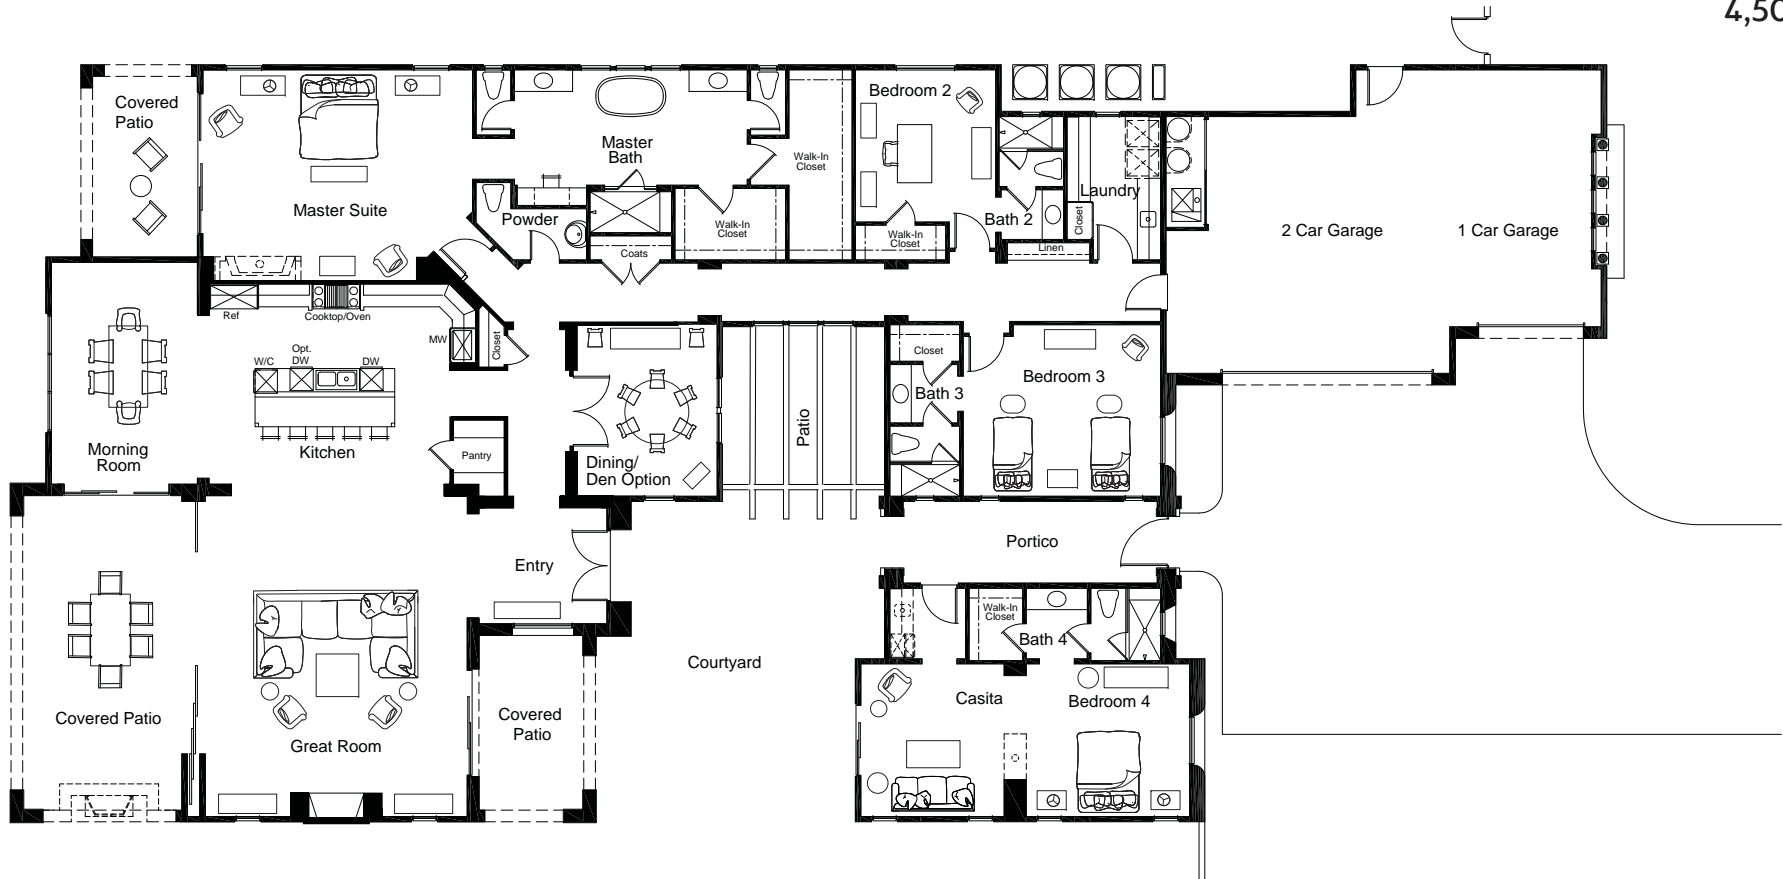 4,50
Covered
Patio
Master Suite
Master
Bath
Powder
Coats
Walk-In
Closet
Walk-In
Closet
Bedroom 2
Walk-In
Closet
Bath 2
Linen
Closet
Laundry
2 Car Garage
1 Car Garage
Ref
Cooktop/Oven
MW
Closet
W/C
Opt.
DW
DW
Kitchen
Pantry
Morning
Room
Dining/
Den Option
Patio
Closet
Bath 3
Bedroom 3
Portico
Entry
Courtyard
Covered Patio
Great Room
Covered
Patio
Walk-In
Closet
Bath 4
Casita
Bedroom 4